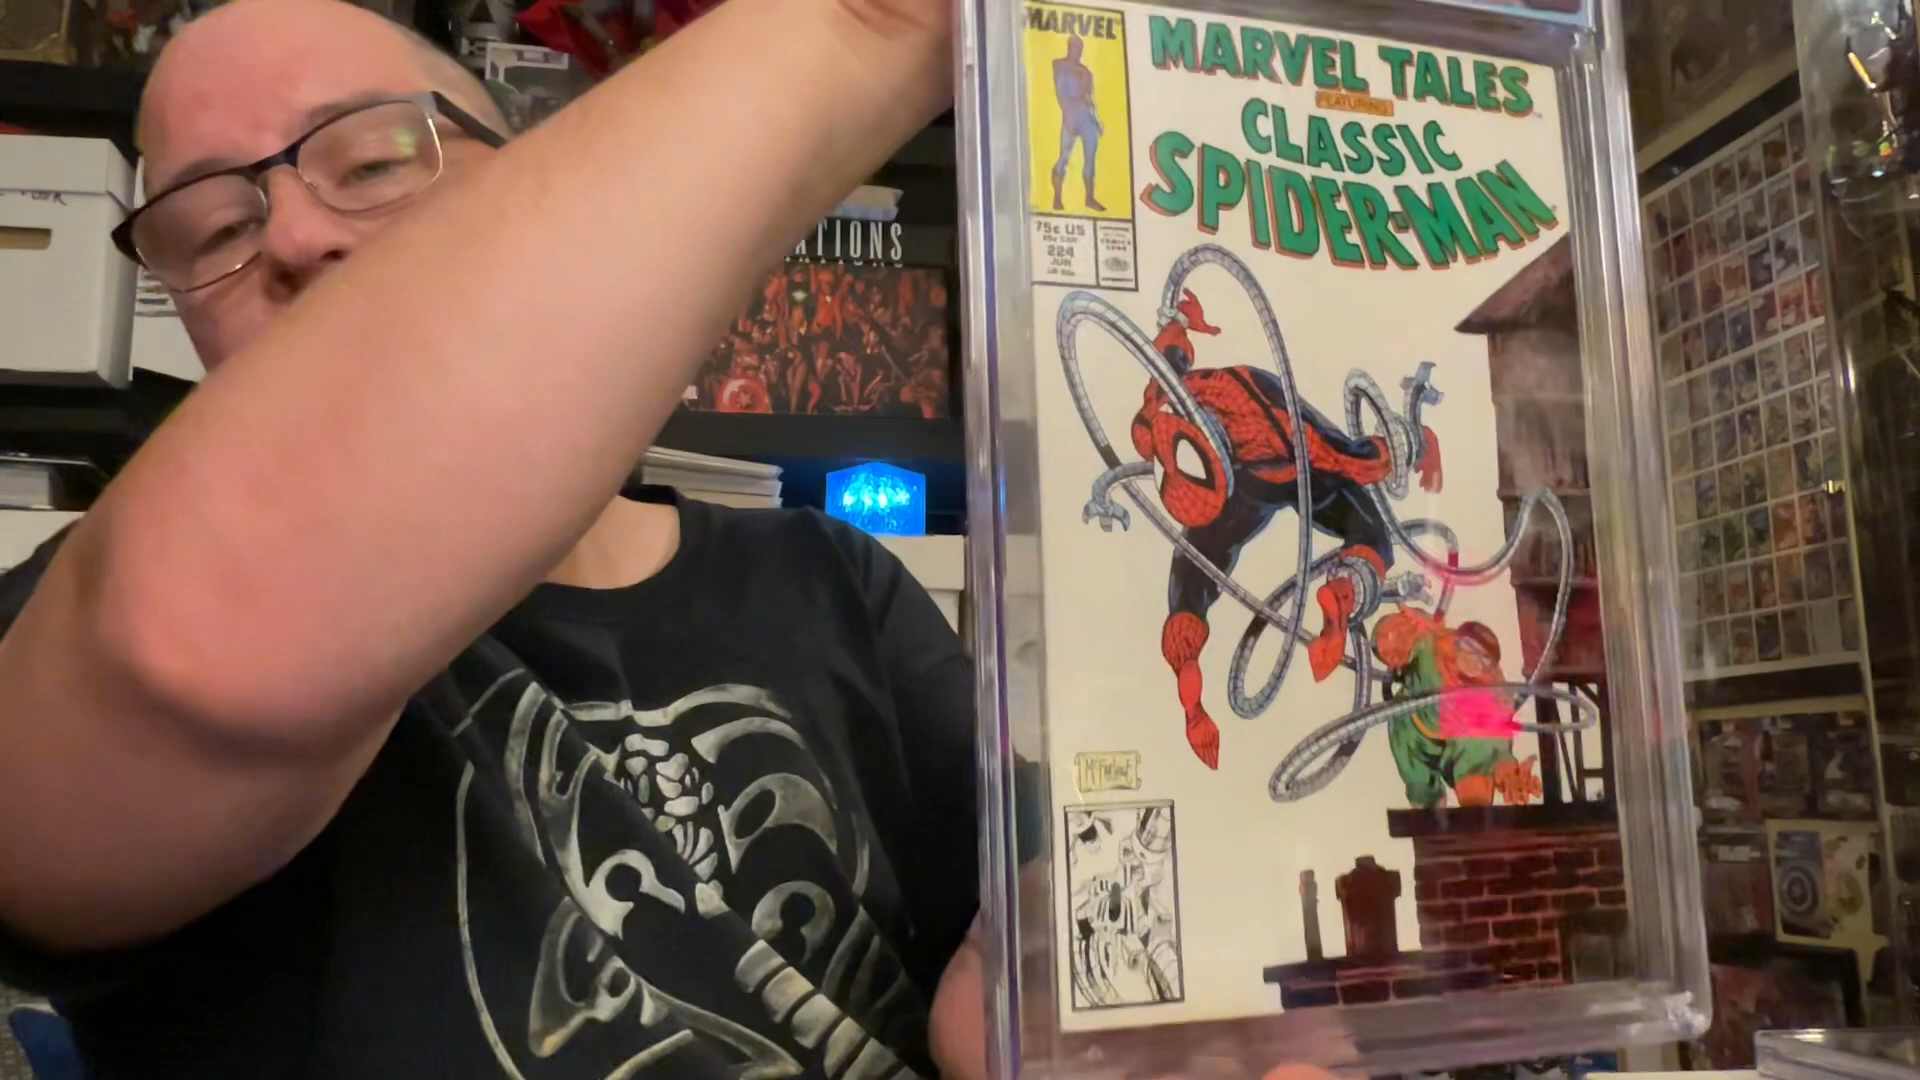 MARVEL
MARVEL TALES
FEATURING
CLASSIC
SPIDER-MAN
75¢ US
224
JUN
McFARLANE
ATIONS